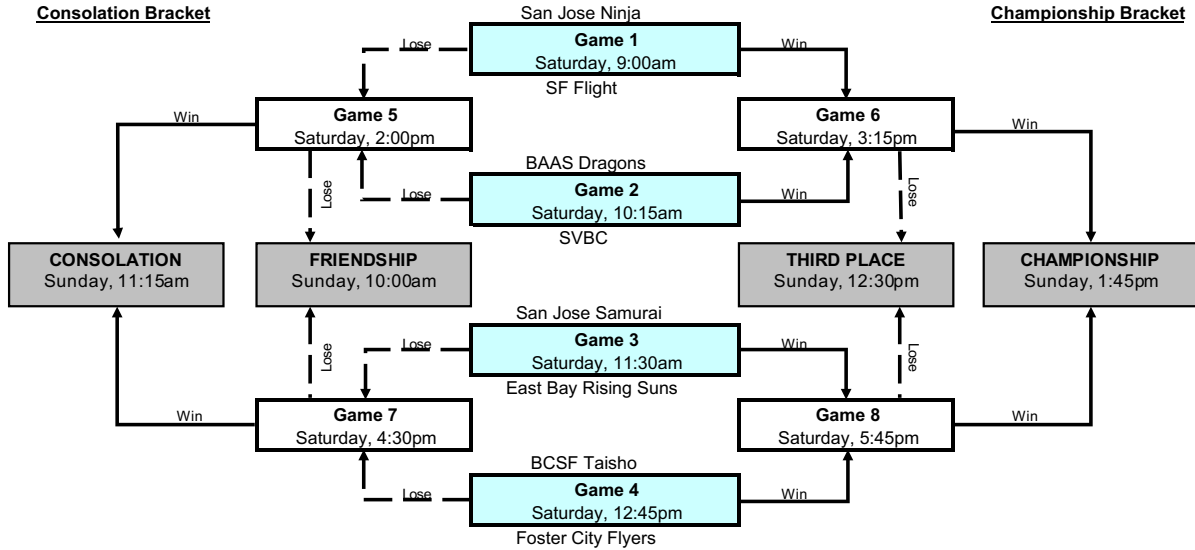 Consolation Bracket
San Jose Ninja
Championship Bracket
Lose
Game 1
Saturday, 9:00am
Win
SF Flight
Win
Game 5
Saturday, 2:00pm
Game 6
Saturday, 3:15pm
Win
Lose
BAAS Dragons
Lose
Lose
Game 2
Saturday, 10:15am
Win
SVBC
CONSOLATION
Sunday, 11:15am
FRIENDSHIP
Sunday, 10:00am
THIRD PLACE
Sunday, 12:30pm
CHAMPIONSHIP
Sunday, 1:45pm
San Jose Samurai
Lose
Lose
Game 3
Saturday, 11:30am
Win
Lose
East Bay Rising Suns
Win
Game 7
Saturday, 4:30pm
Game 8
Saturday, 5:45pm
Win
BCSF Taisho
Lose
Game 4
Saturday, 12:45pm
Win
Foster City Flyers